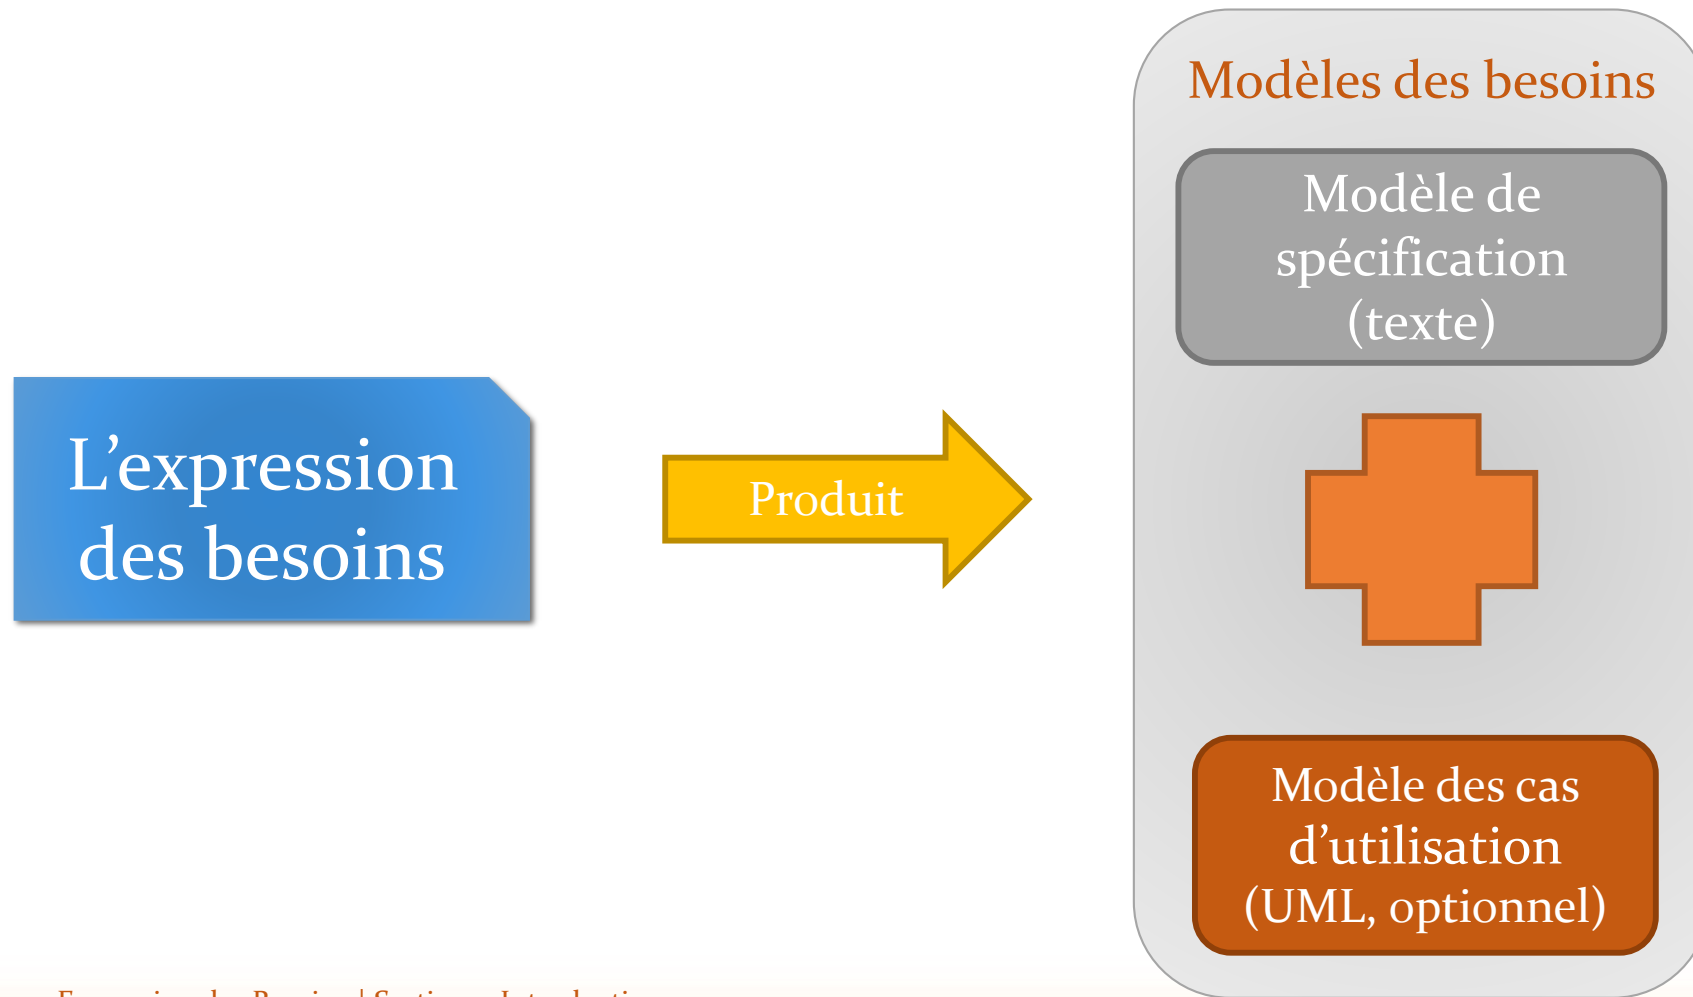 Modèles des besoins
Modèle de
spécification
(texte)
L’expression
des besoins
Produit
Modèle des cas
d’utilisation
(UML, optionnel)